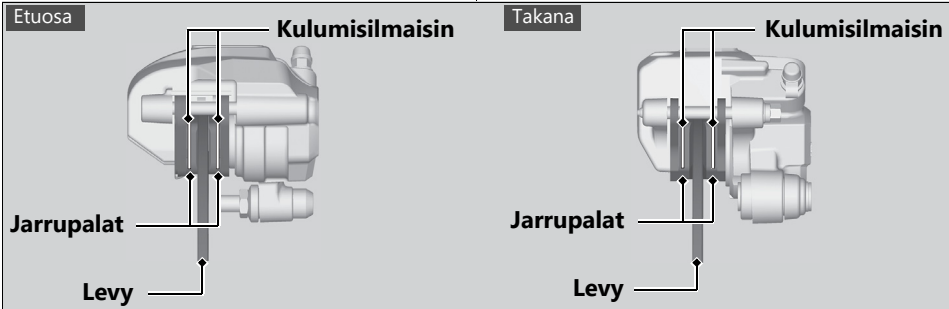 Etuosa
Kulumisilmaisin
Jarrupalat
Levy
Takana
Kulumisilmaisin
Jarrupalat
Levy